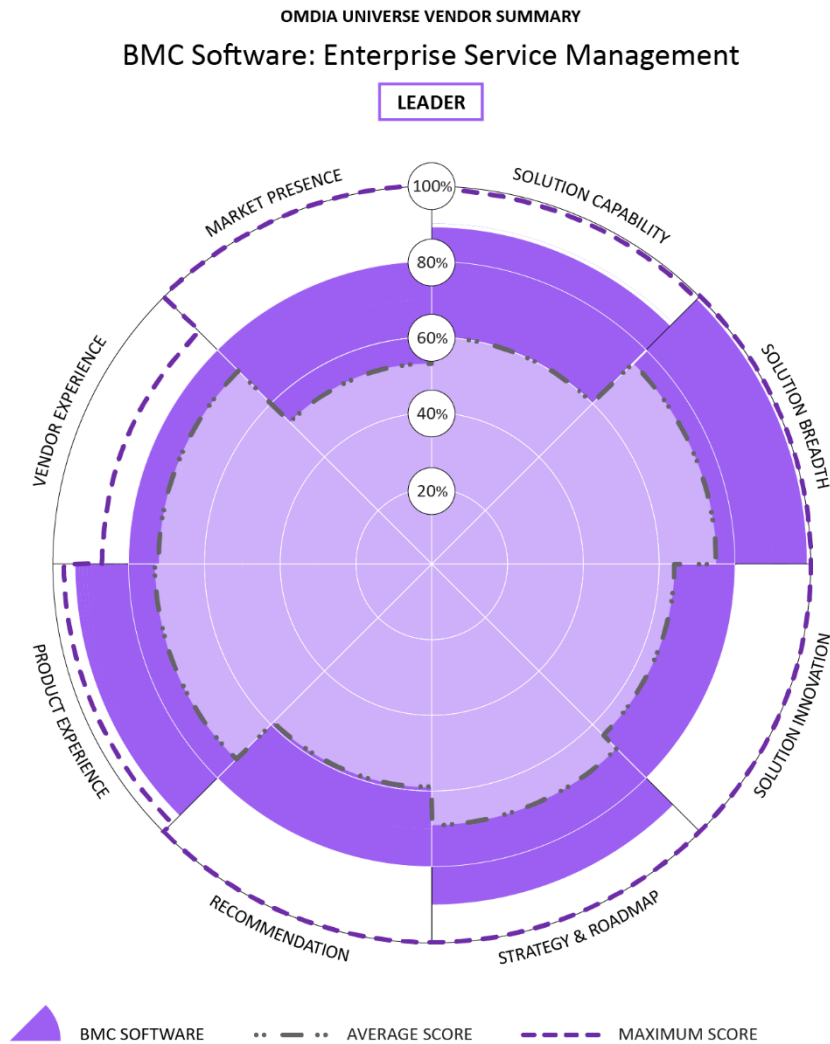 OMDIA UNIVERSE VENDOR SUMMARY
BMC Software: Enterprise Service Management
LEADER
MARKET PRESENCE
100%
SOLUTION CAPABILITY
80%
60%
40%
20%
VENDOR EXPERIENCE
SOLUTION BREADTH
PRODUCT EXPERIENCE
SOLUTION INNOVATION
RECOMMENDATION
STRATEGY & ROADMAP
BMC SOFTWARE
AVERAGE SCORE
MAXIMUM SCORE